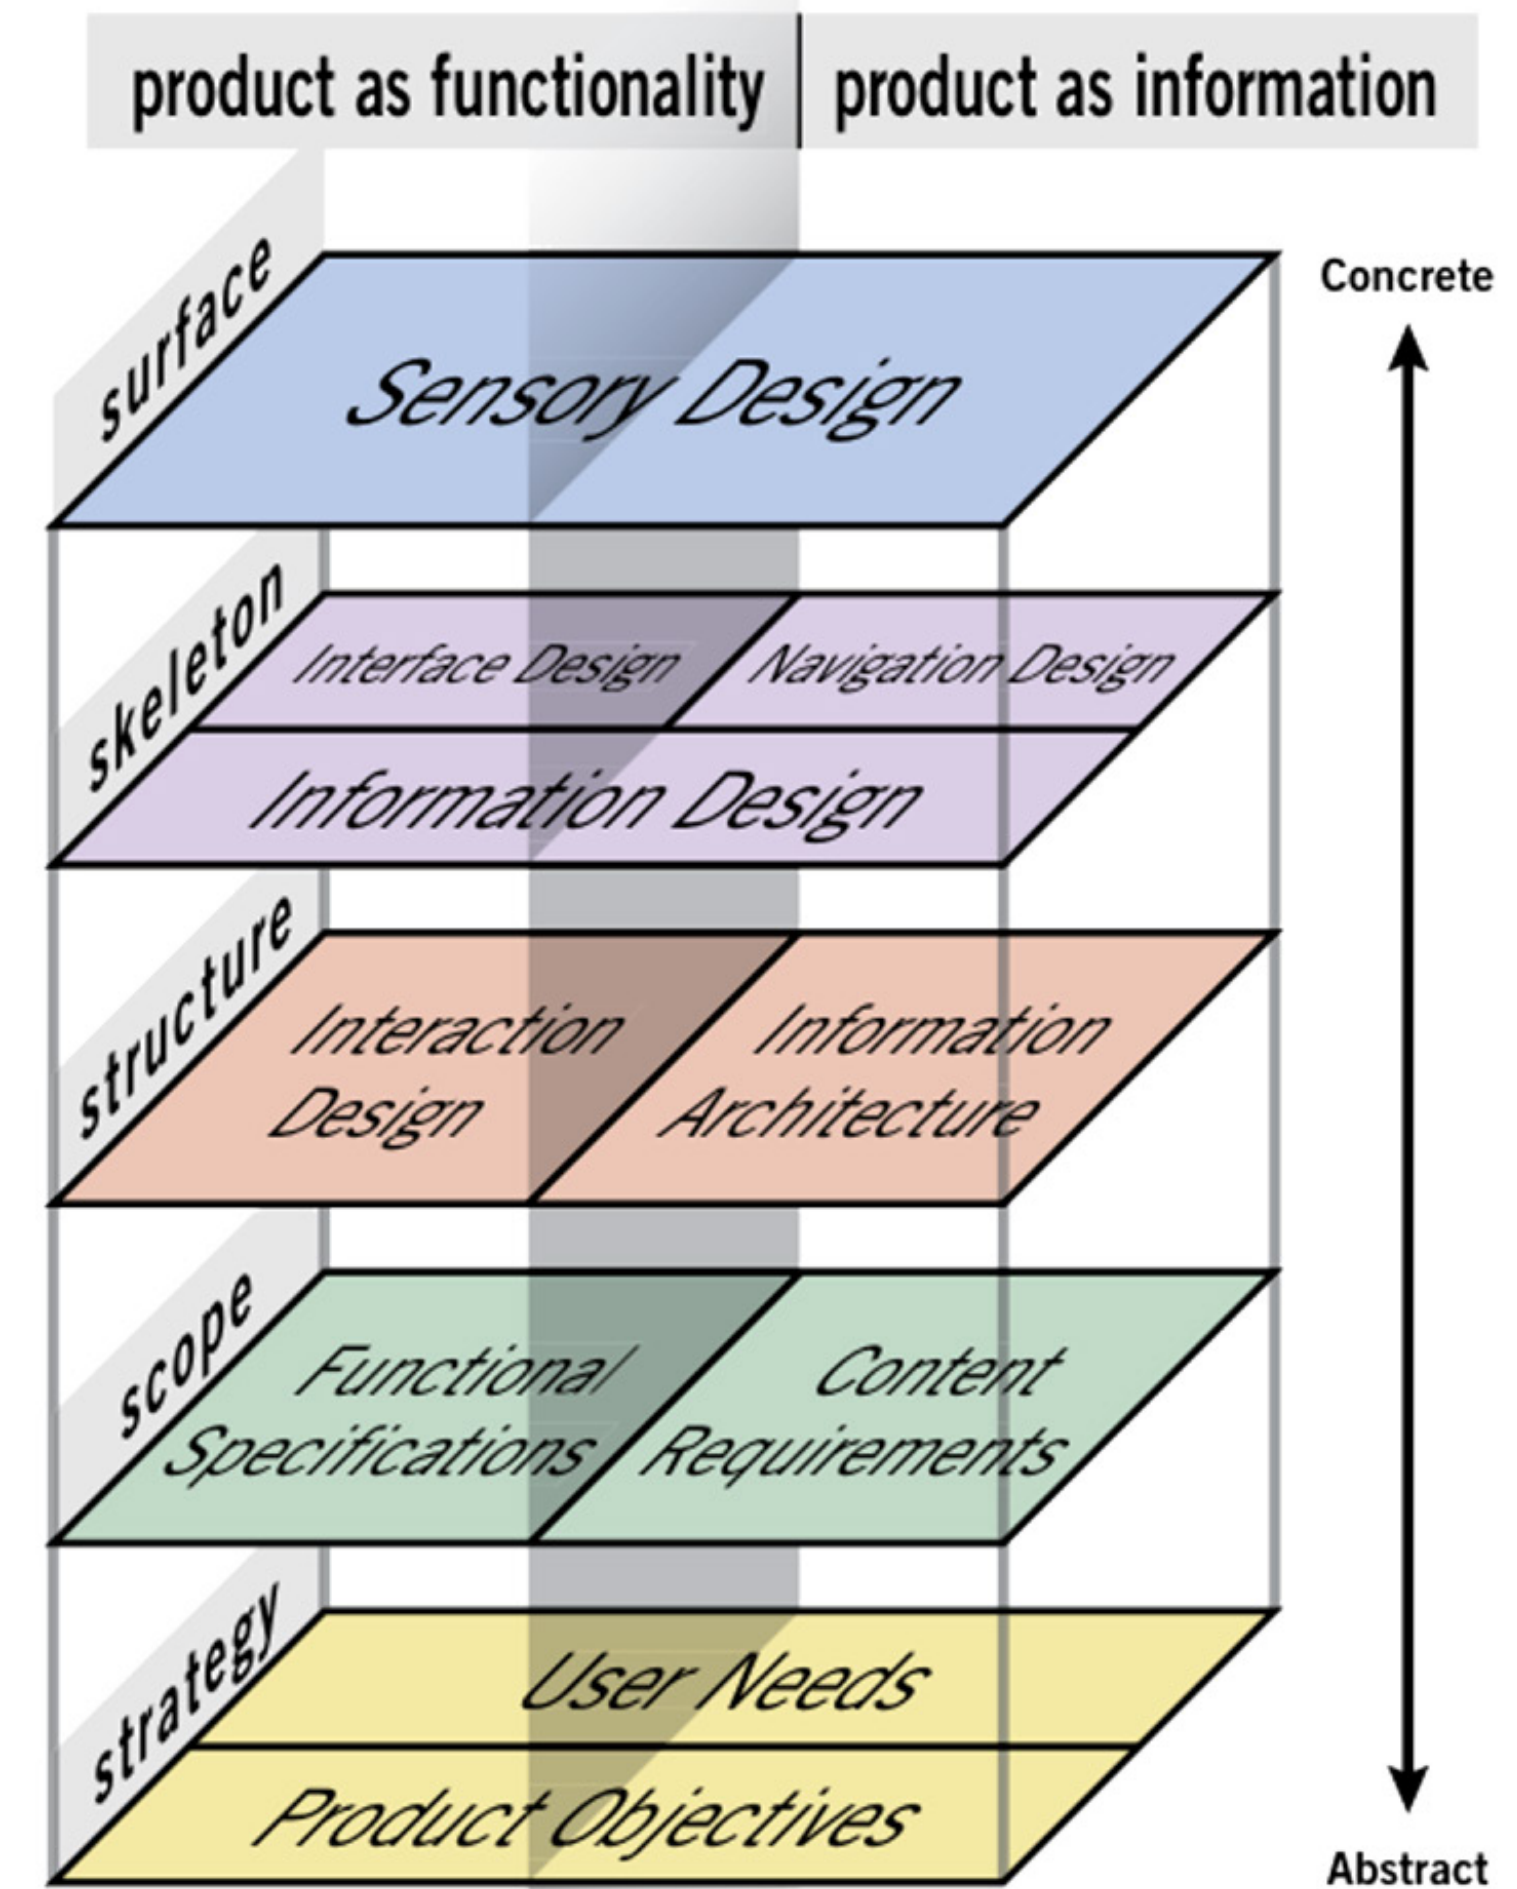 product as functionality
product as information
surface
Sensory Design
Concrete
skeleton
Interface Design
Navigation Design
Information Design
structure
Interaction
Design
Information
Architecture
scope
Functional
Specifications
Content
Requirements
strategy
User Needs
Product Objectives
Abstract